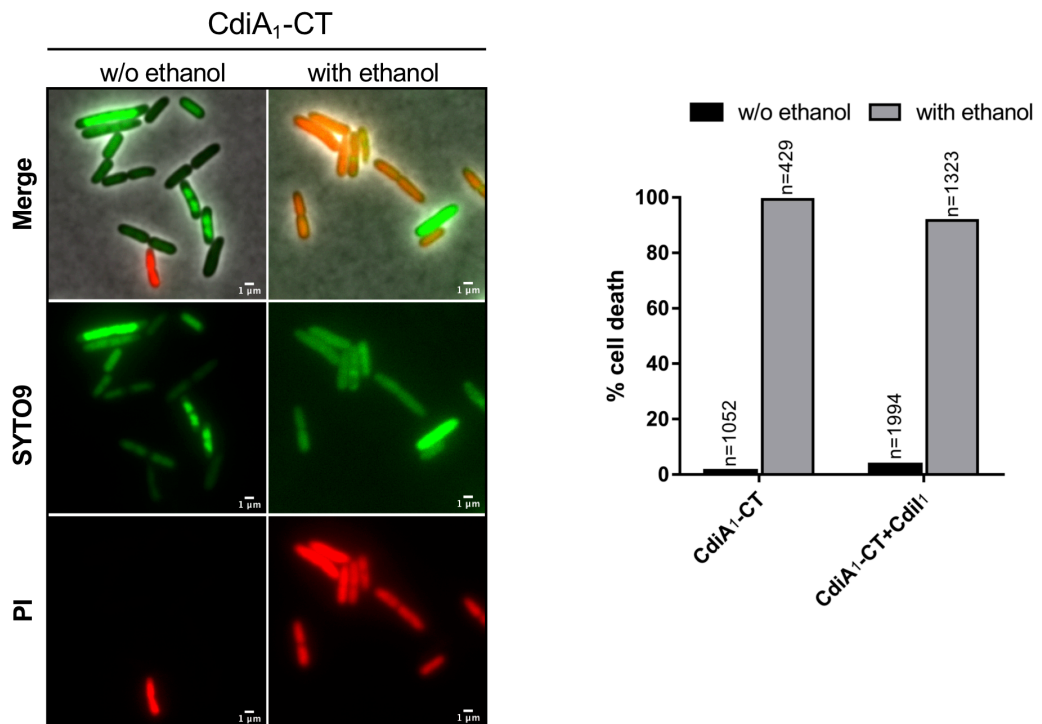 CdiA₁-CT
w/o ethanol with ethanol
Merge
1 µm 1 µm
SYTO9
1 µm 1 µm
PI
1 µm 1 µm
w/o ethanol with ethanol
% cell death
100
80
60
40
20
0
n=1052
n=429
n=1994
n=1323
CdiA₁-CT
CdiA₁-CT+CdiI₁